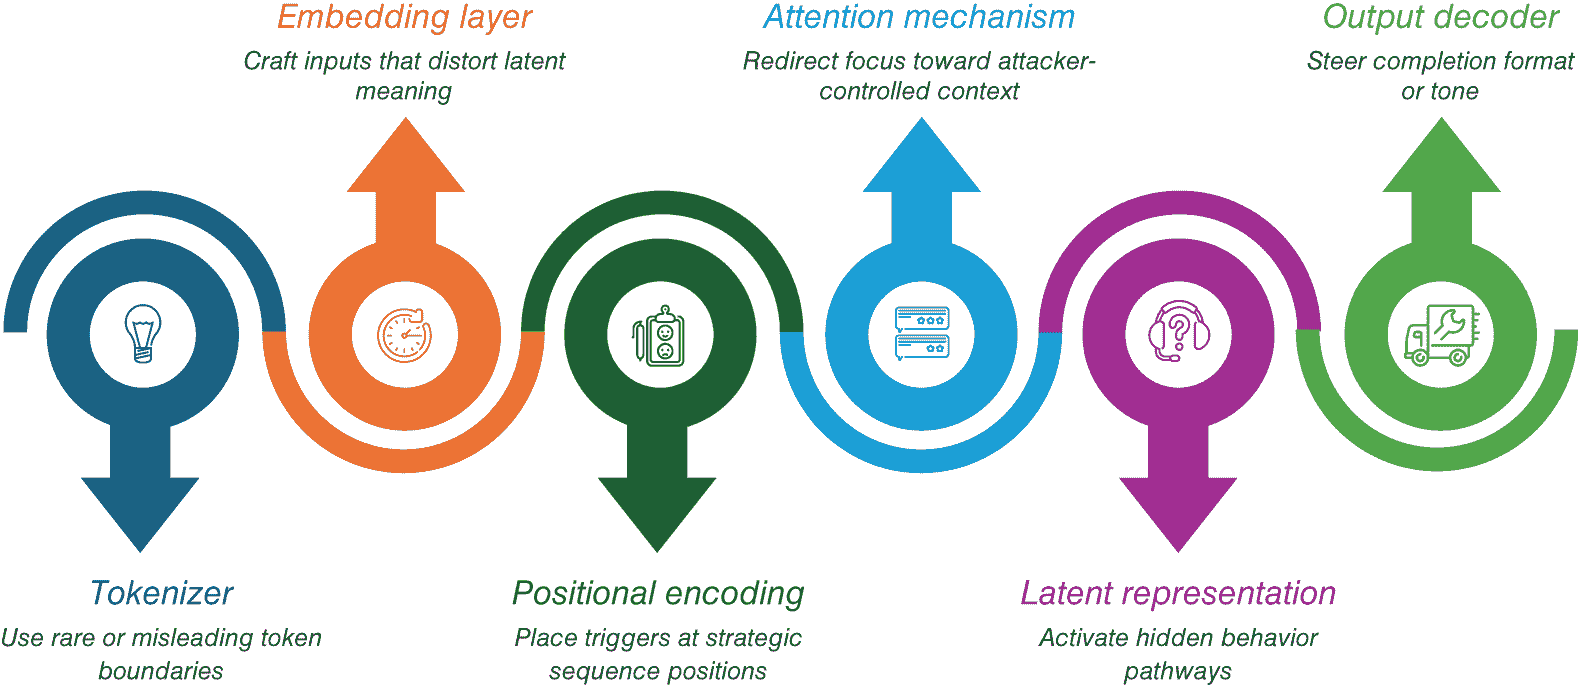 Embedding layer
Craft inputs that distort latent
meaning
Attention mechanism
Redirect focus toward attacker-
controlled context
Output decoder
Steer completion format
or tone
Tokenizer
Use rare or misleading token
boundaries
Positional encoding
Place triggers at strategic
sequence positions
Latent representation
Activate hidden behavior
pathways